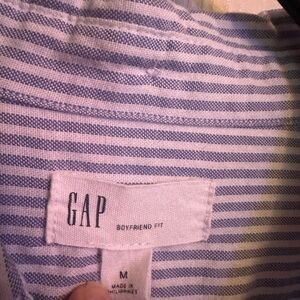 GAP
BOYFRIEND FIT
M
MADE IN
PHILIPPINES